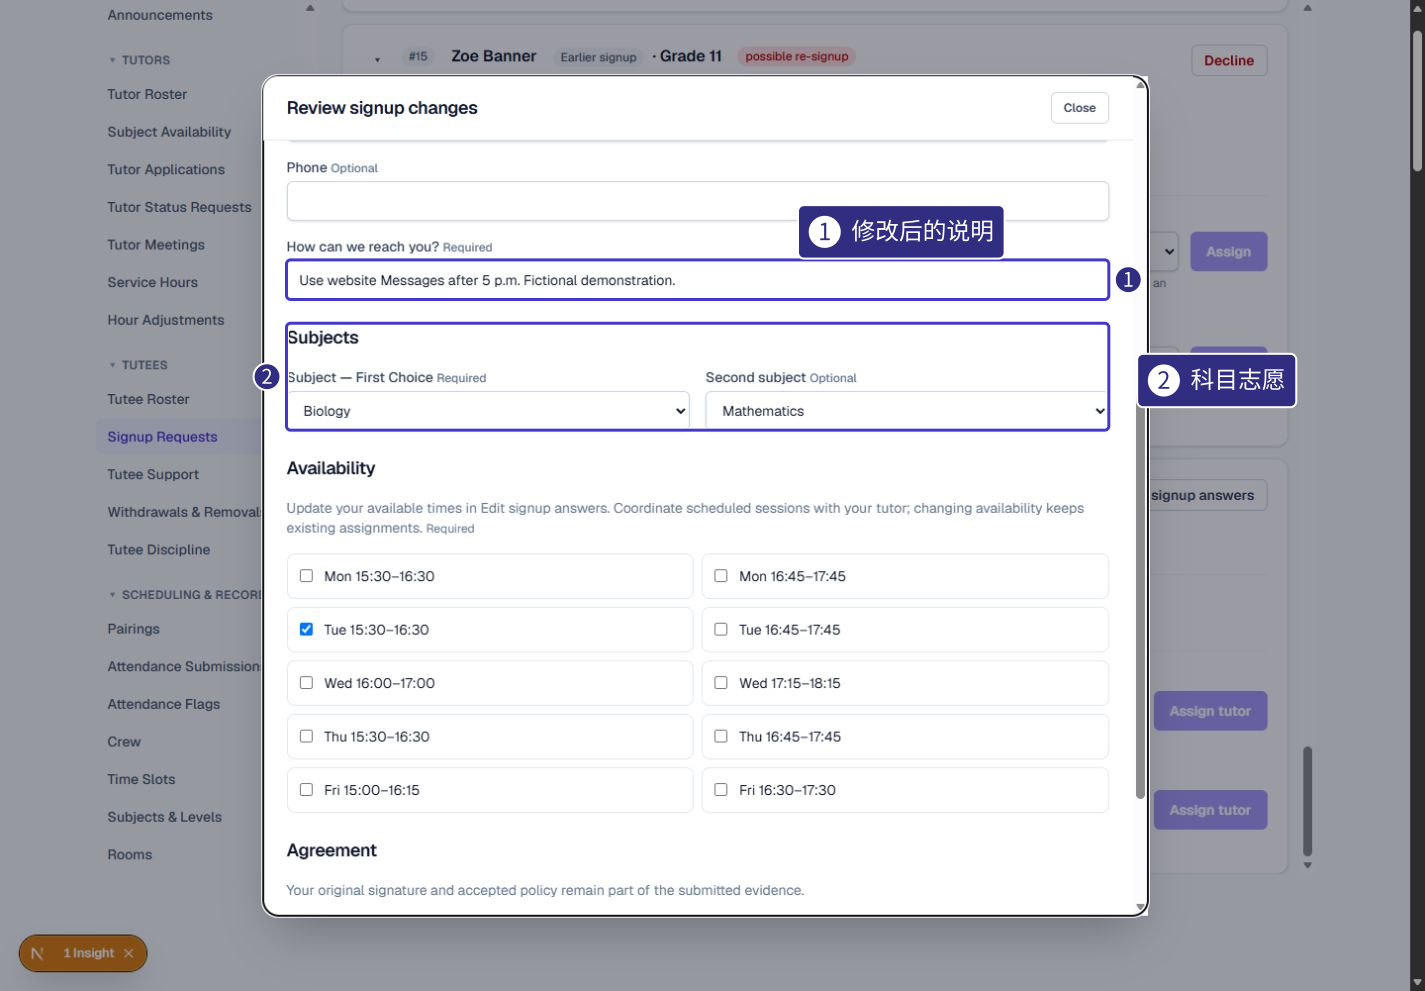 Announcements
▾ TUTORS
Tutor Roster
Subject Availability
Tutor Applications
Tutor Status Requests
Tutor Meetings
Service Hours
Hour Adjustments
▾ TUTEES
Tutee Roster
Signup Requests
Tutee Support
Withdrawals & Removals
Tutee Discipline
▾ SCHEDULING & RECORD
Pairings
Attendance Submission
Attendance Flags
Crew
Time Slots
Subjects & Levels
Rooms
1 Insight ×
▾ #15 Zoe Banner Earlier signup · Grade 11 possible re-signup
Decline
Assign
an
signup answers
Assign tutor
Assign tutor
Review signup changes
Close
Phone Optional
1 修改后的说明
How can we reach you? Required
Use website Messages after 5 p.m. Fictional demonstration.
1
Subjects
2
2 科目志愿
Subject — First Choice Required
Second subject Optional
Biology
Mathematics
Availability
Update your available times in Edit signup answers. Coordinate scheduled sessions with your tutor; changing availability keeps
existing assignments. Required
Mon 15:30–16:30
Mon 16:45–17:45
Tue 15:30–16:30
Tue 16:45–17:45
Wed 16:00–17:00
Wed 17:15–18:15
Thu 15:30–16:30
Thu 16:45–17:45
Fri 15:00–16:15
Fri 16:30–17:30
Agreement
Your original signature and accepted policy remain part of the submitted evidence.